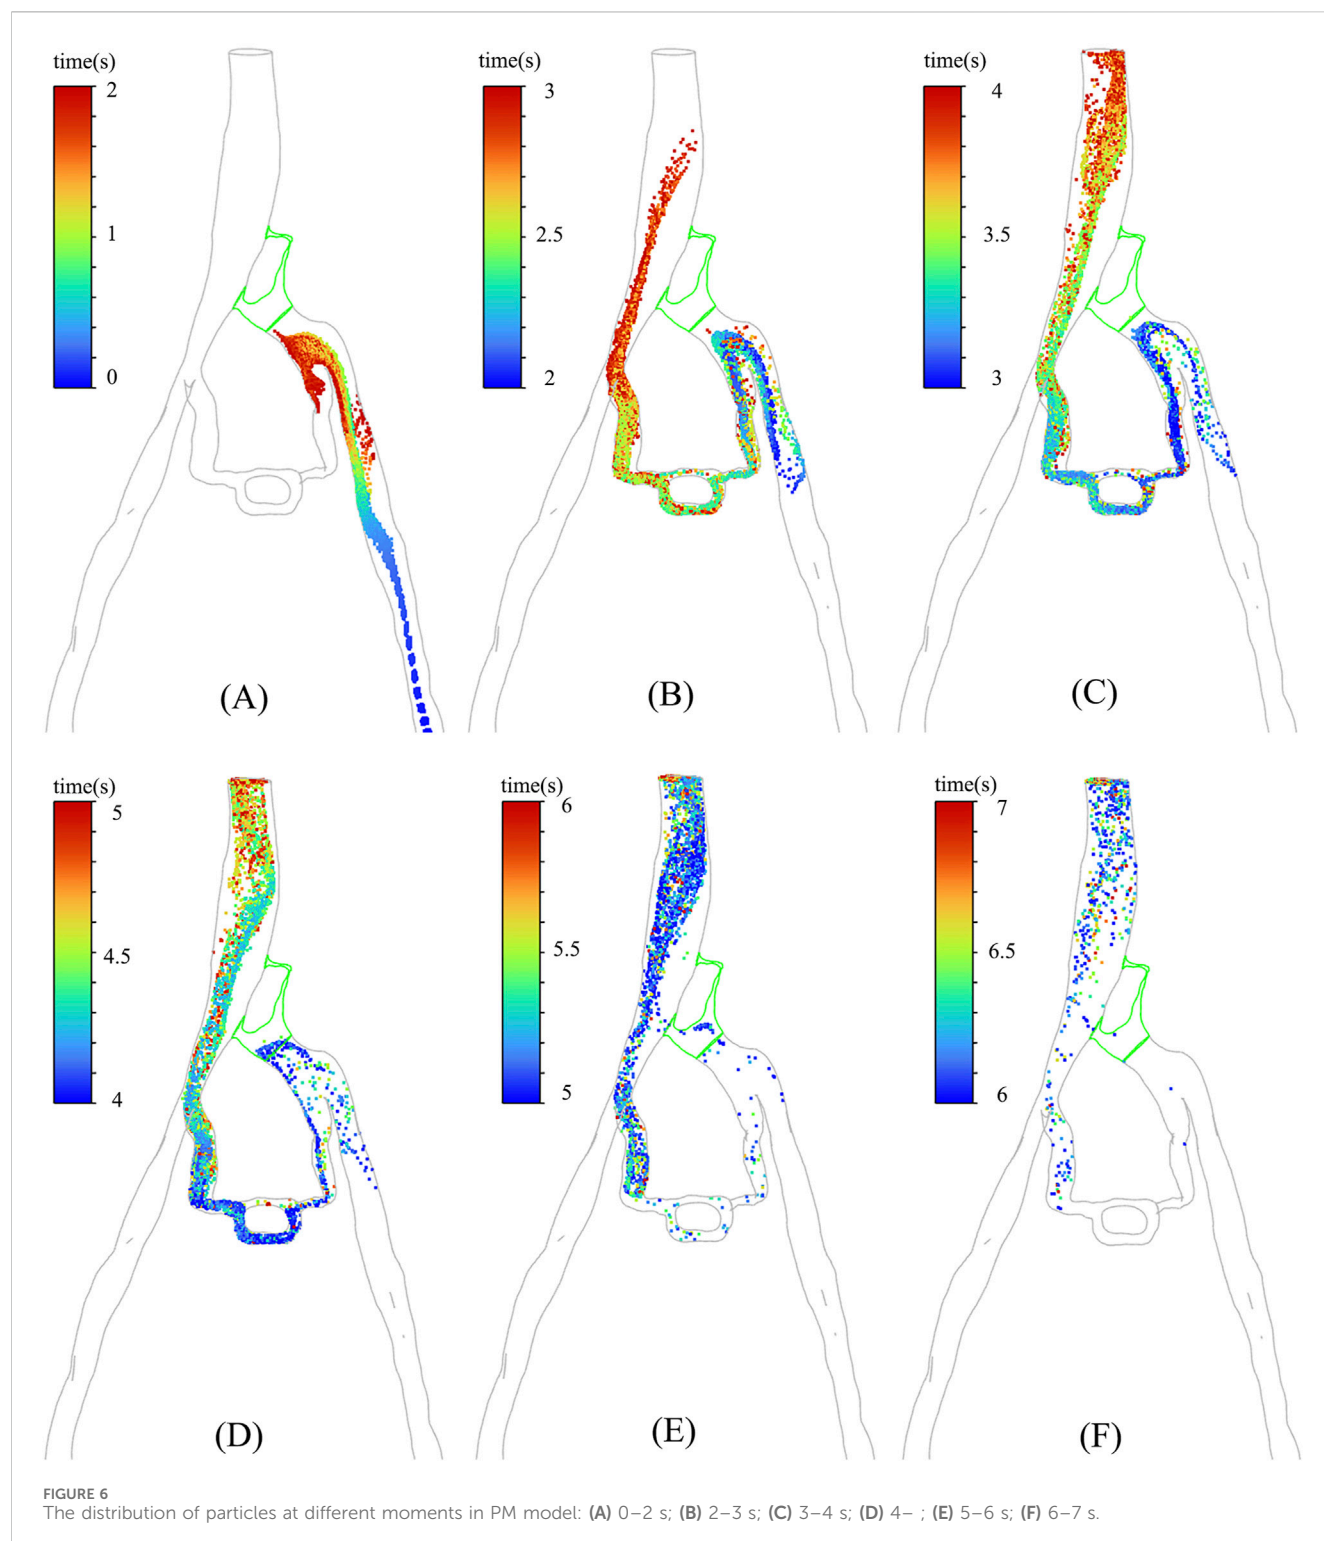 time(s)
2
1
0
(A)
time(s)
3
2.5
2
(B)
time(s)
4
3.5
3
(C)
time(s)
5
4.5
4
(D)
time(s)
6
5.5
5
(E)
time(s)
7
6.5
6
(F)
FIGURE 6
The distribution of particles at different moments in PM model: (A) 0–2 s; (B) 2–3 s; (C) 3–4 s; (D) 4– ; (E) 5–6 s; (F) 6–7 s.